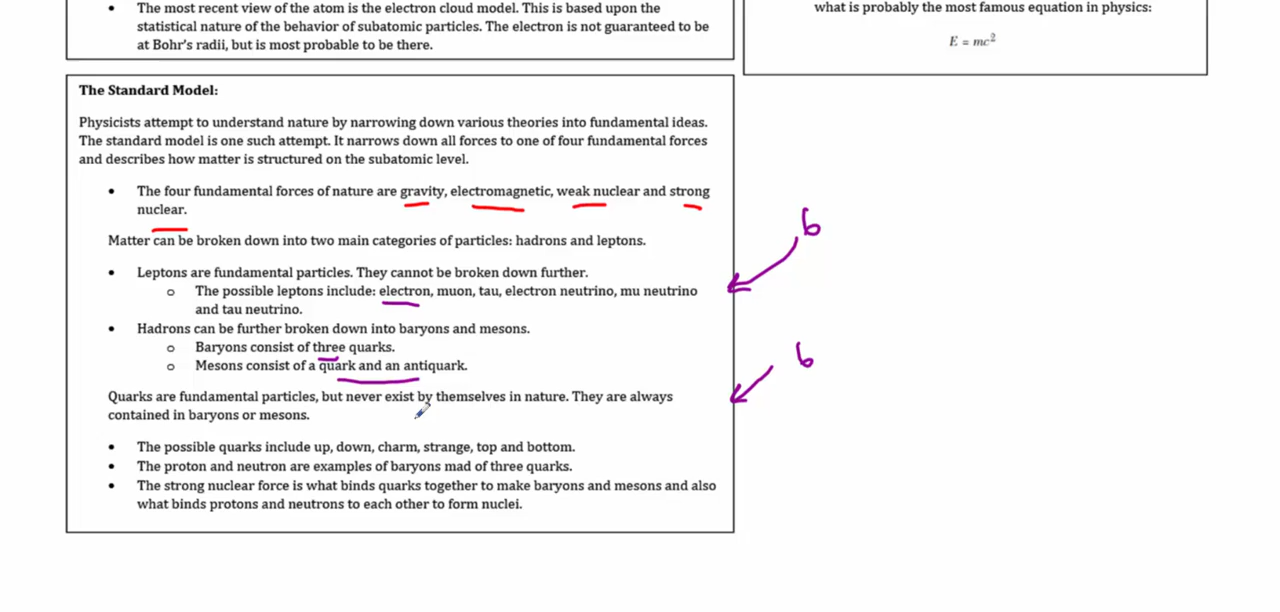 • The most recent view of the atom is the electron cloud model. This is based upon the
statistical nature of the behavior of subatomic particles. The electron is not guaranteed to be
at Bohr's radii, but is most probable to be there.
what is probably the most famous equation in physics:
E = mc²
The Standard Model:
Physicists attempt to understand nature by narrowing down various theories into fundamental ideas.
The standard model is one such attempt. It narrows down all forces to one of four fundamental forces
and describes how matter is structured on the subatomic level.
• The four fundamental forces of nature are gravity, electromagnetic, weak nuclear and strong
nuclear.
Matter can be broken down into two main categories of particles: hadrons and leptons.
• Leptons are fundamental particles. They cannot be broken down further.
o The possible leptons include: electron, muon, tau, electron neutrino, mu neutrino
and tau neutrino.
• Hadrons can be further broken down into baryons and mesons.
o Baryons consist of three quarks.
o Mesons consist of a quark and an antiquark.
Quarks are fundamental particles, but never exist by themselves in nature. They are always
contained in baryons or mesons.
• The possible quarks include up, down, charm, strange, top and bottom.
• The proton and neutron are examples of baryons mad of three quarks.
• The strong nuclear force is what binds quarks together to make baryons and mesons and also
what binds protons and neutrons to each other to form nuclei.
6
6